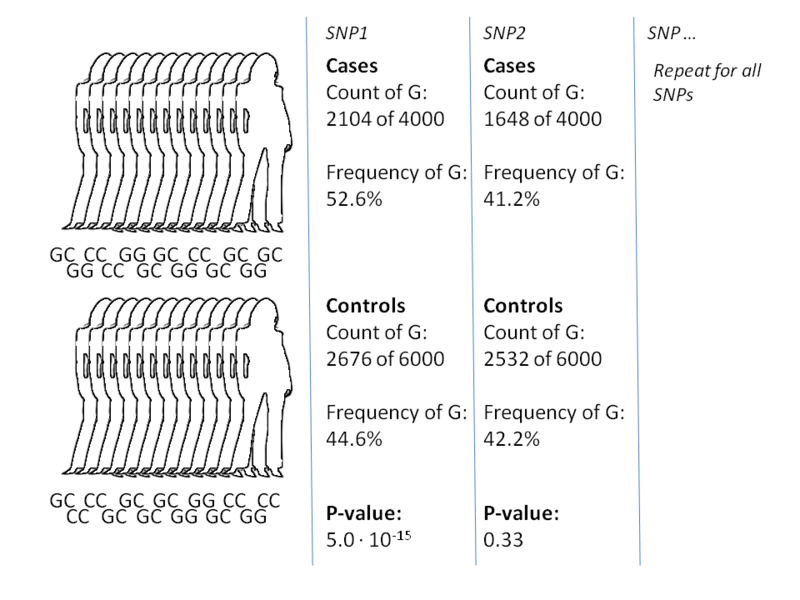 SNP1
Cases
Count of G:
2104 of 4000
Frequency of G:
52.6%
Controls
Count of G:
2676 of 6000
Frequency of G:
44.6%
P-value:
5.0 · 10⁻¹⁵
SNP2
Cases
Count of G:
1648 of 4000
Frequency of G:
41.2%
Controls
Count of G:
2532 of 6000
Frequency of G:
42.2%
P-value:
0.33
SNP…
Repeat for all
SNPs
GC CC GG GC CC GC GC
GG CC GC GG GC GG
GC CC GC GC GG CC CC
CC GC GC GG GC GG